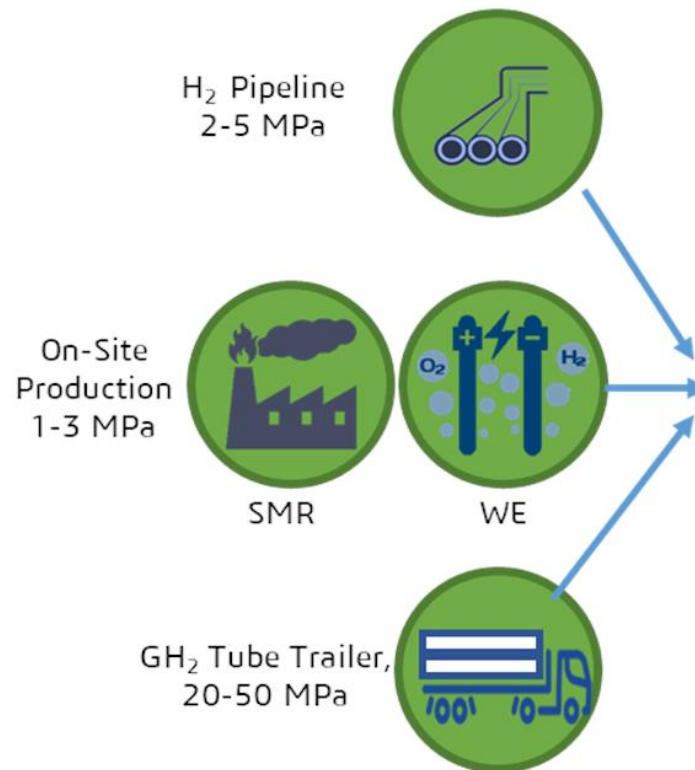 H₂ Pipeline
2-5 MPa
On-Site
Production
1-3 MPa
+
-
O₂
H₂
SMR
WE
GH₂ Tube Trailer,
20-50 MPa